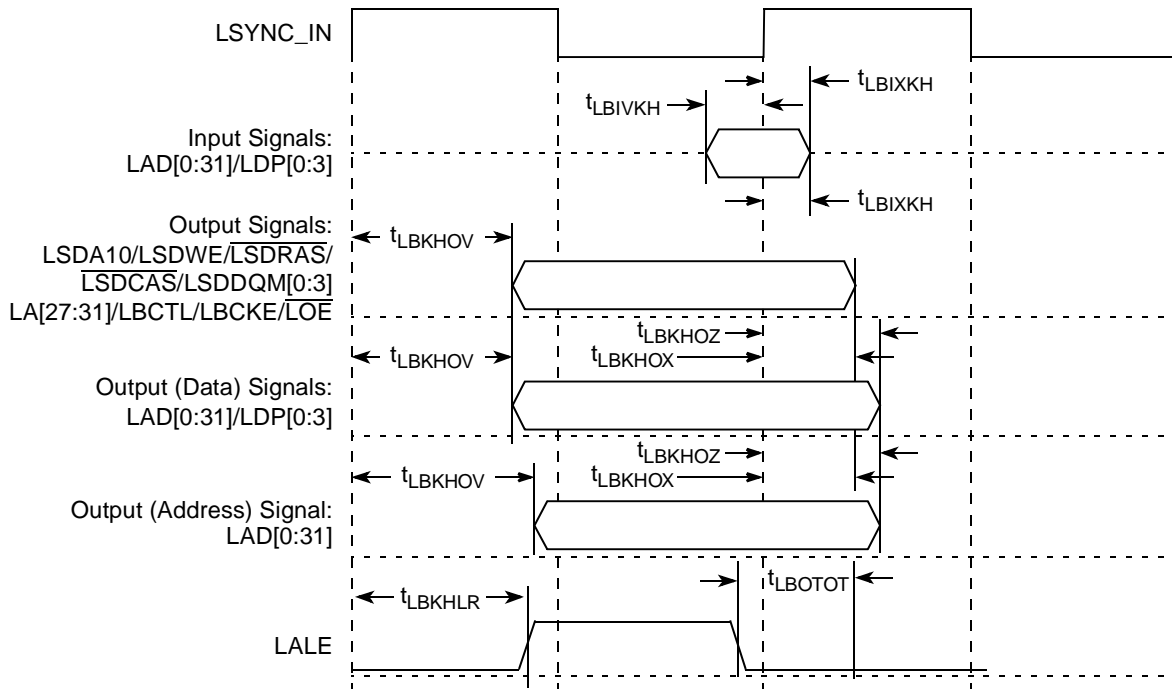 LSYNC_IN
tLBIXKH
tLBIVKH
Input Signals:
LAD[0:31]/LDP[0:3]
tLBIXKH
Output Signals:
LSDA10/LSDWE/LSDRAS/
LSDCAS/LSDDQM[0:3]
LA[27:31]/LBCTL/LBCKE/LOE
tLBKHOV
tLBKHOZ
tLBKHOV
tLBKHOX
Output (Data) Signals:
LAD[0:31]/LDP[0:3]
tLBKHOZ
tLBKHOV
tLBKHOX
Output (Address) Signal:
LAD[0:31]
tLBOTOT
tLBKHLR
LALE